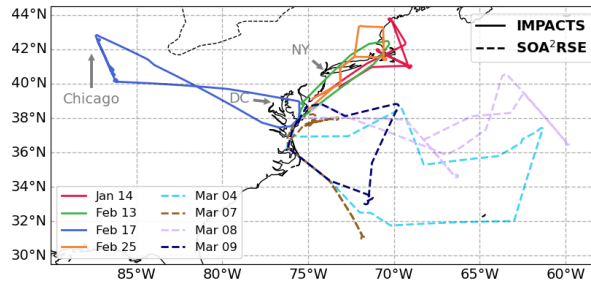 44°N
42°N
40°N
38°N
36°N
34°N
32°N
30°N
IMPACTS
SOA²RSE
NY
DC
Chicago
Jan 14
Feb 13
Feb 17
Feb 25
Mar 04
Mar 07
Mar 08
Mar 09
85°W
80°W
75°W
70°W
65°W
60°W